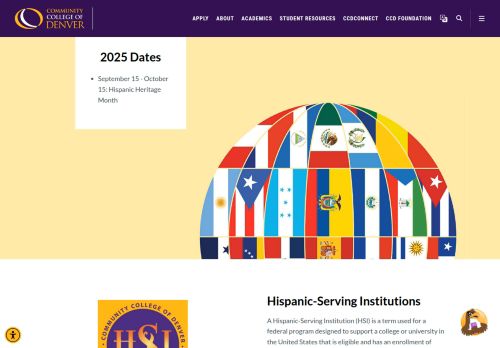 COMMUNITY
COLLEGE OF
DENVER
APPLY ABOUT ACADEMICS STUDENT RESOURCES CCDCONNECT CCD FOUNDATION
2025 Dates
September 15 - October
15: Hispanic Heritage
Month
COMMUNITY COLLEGE OF DENVER
HSI
Hispanic-Serving Institutions
A Hispanic-Serving Institution (HSI) is a term used for a
federal program designed to support a college or university in
the United States that is eligible and has an enrollment of